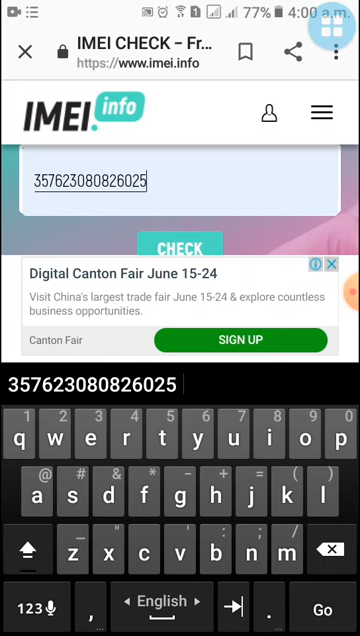 77% 4:00 a.m.
IMEI CHECK – Fr...
https://www.imei.info
IMEI.info
357623080826025
CHECK
Digital Canton Fair June 15-24
Visit China's largest trade fair June 15-24 & explore countless
business opportunities.
Canton Fair SIGN UP
357623080826025
1 2 3 4 5 6 7 8 9 0
q w e r t y u i o p
@ # & * - + = ( )
a s d f g h j k l
_ " ' : ; /
z x c v b n m
123 , English . Go